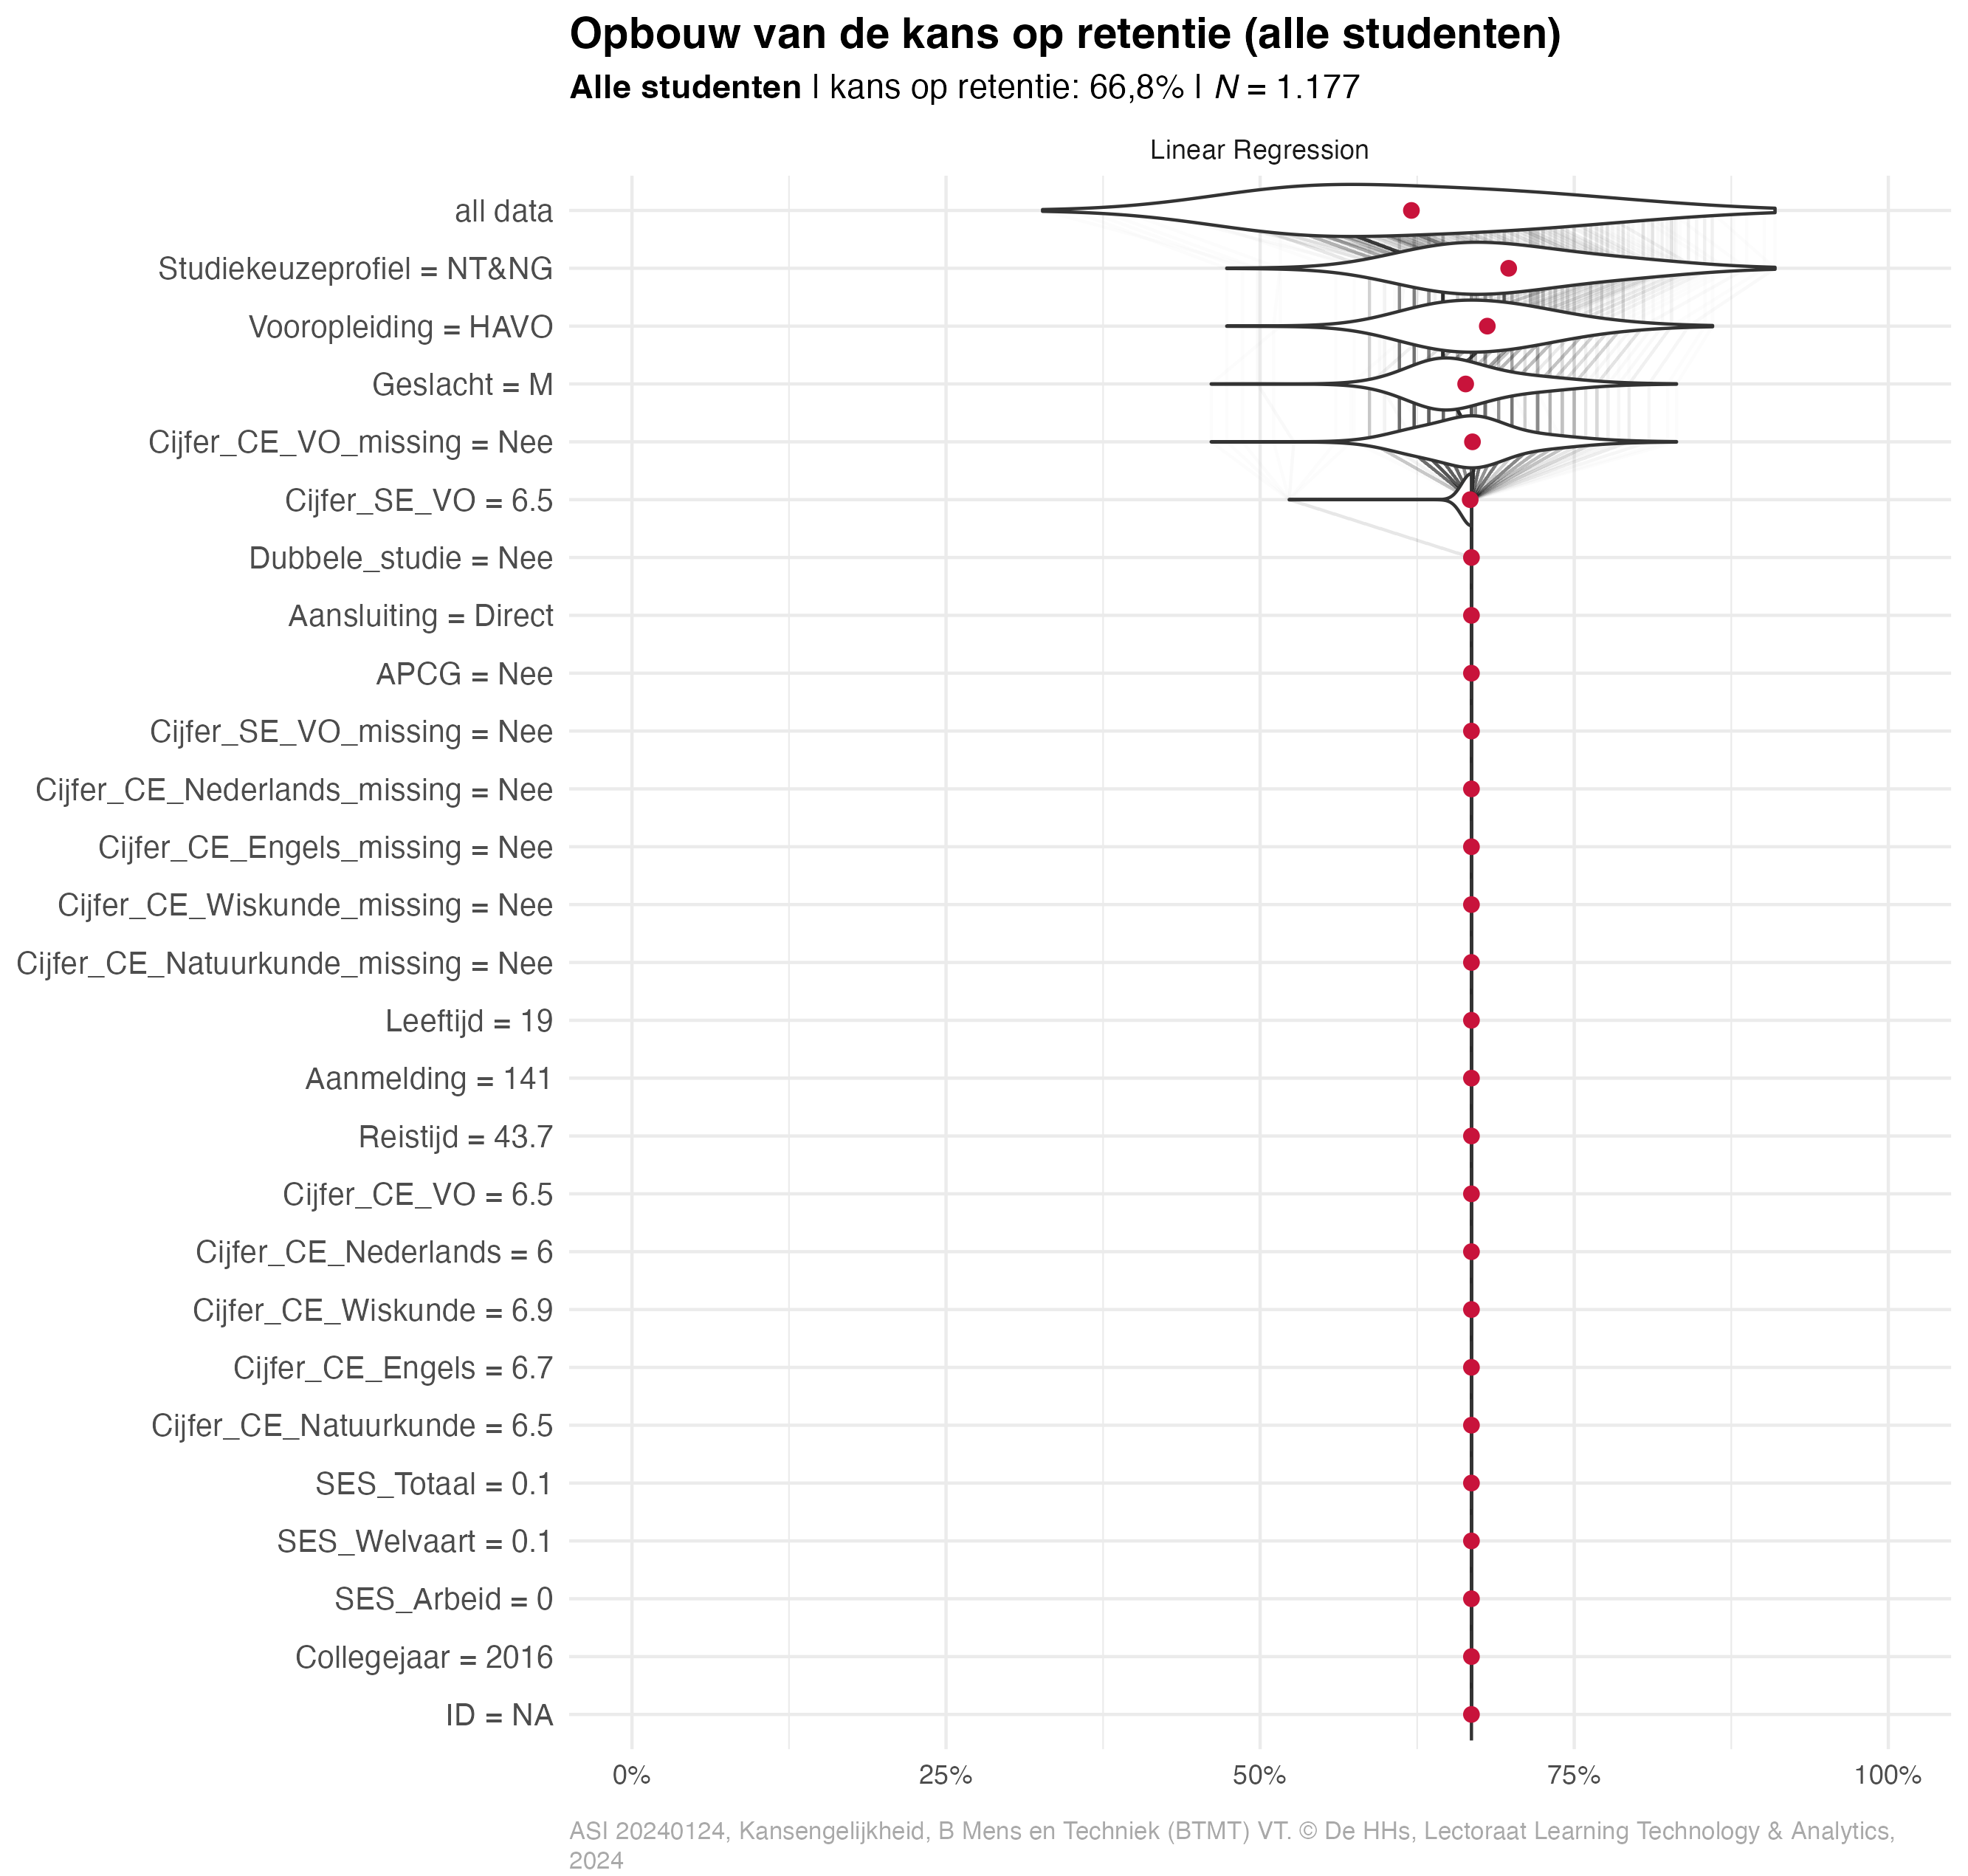 Opbouw van de kans op retentie (alle studenten)
Alle studenten | kans op retentie: 66,8% | N = 1.177
Linear Regression
all data
Studiekeuzeprofiel = NT&NG
Vooropleiding = HAVO
Geslacht = M
Cijfer_CE_VO_missing = Nee
Cijfer_SE_VO = 6.5
Dubbele_studie = Nee
Aansluiting = Direct
APCG = Nee
Cijfer_SE_VO_missing = Nee
Cijfer_CE_Nederlands_missing = Nee
Cijfer_CE_Engels_missing = Nee
Cijfer_CE_Wiskunde_missing = Nee
Cijfer_CE_Natuurkunde_missing = Nee
Leeftijd = 19
Aanmelding = 141
Reistijd = 43.7
Cijfer_CE_VO = 6.5
Cijfer_CE_Nederlands = 6
Cijfer_CE_Wiskunde = 6.9
Cijfer_CE_Engels = 6.7
Cijfer_CE_Natuurkunde = 6.5
SES_Totaal = 0.1
SES_Welvaart = 0.1
SES_Arbeid = 0
Collegejaar = 2016
ID = NA
0% 25% 50% 75% 100%
ASI 20240124, Kansengelijkheid, B Mens en Techniek (BTMT) VT. © De HHs, Lectoraat Learning Technology & Analytics,
2024